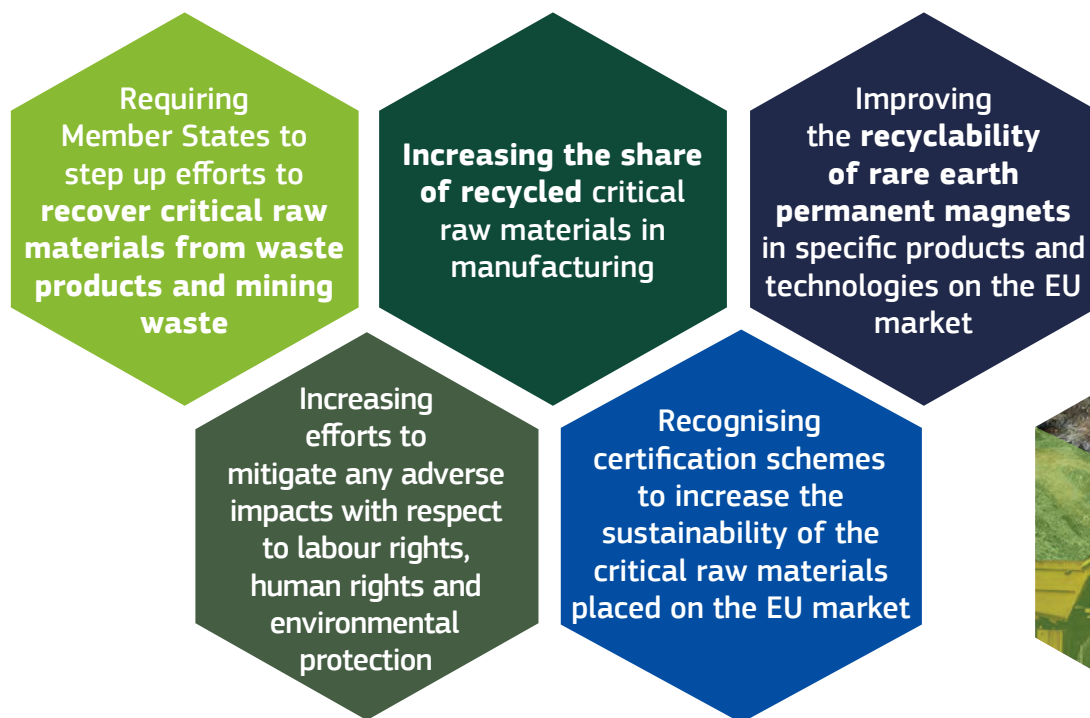 Requiring
Member States to
step up efforts to
recover critical raw
materials from waste
products and mining
waste
Increasing the share
of recycled critical
raw materials in
manufacturing
Improving
the recyclability
of rare earth
permanent magnets
in specific products and
technologies on the EU
market
Increasing
efforts to
mitigate any adverse
impacts with respect
to labour rights,
human rights and
environmental
protection
Recognising
certification schemes
to increase the
sustainability of the
critical raw materials
placed on the EU market